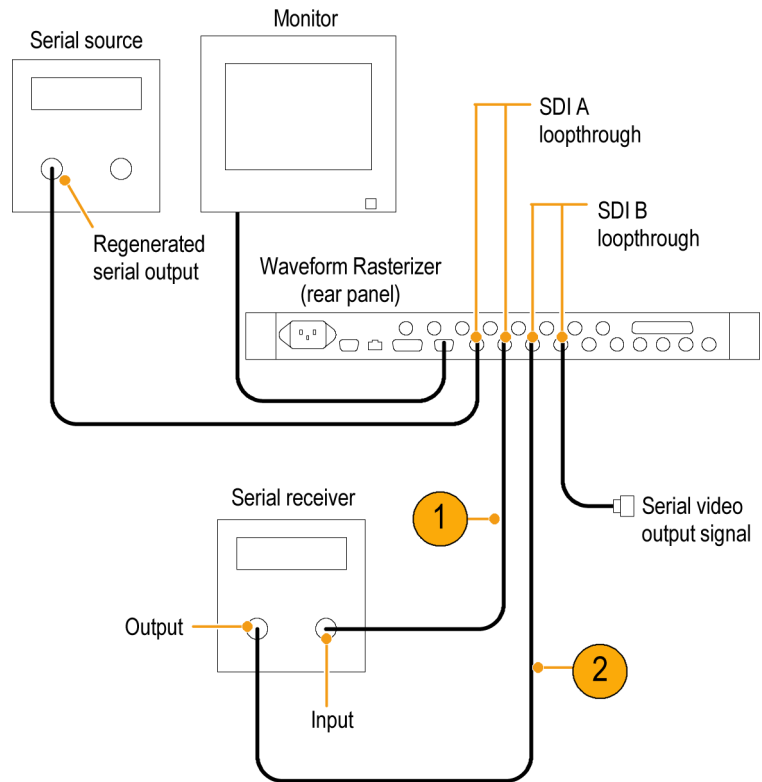 Monitor
Serial source
SDI A
loopthrough
SDI B
loopthrough
Regenerated
serial output
Waveform Rasterizer
(rear panel)
Serial receiver
1
Serial video
output signal
Output
Input
2